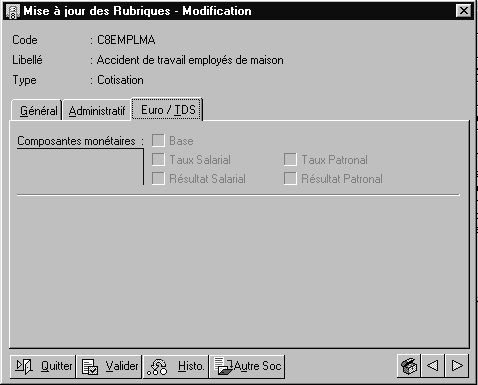 Mise à jour des Rubriques - Modification
Code : C8EMPLMA
Libellé : Accident de travail employés de maison
Type : Cotisation
Général Administratif Euro / TDS
Composantes monétaires : Base
Taux Salarial Taux Patronal
Résultat Salarial Résultat Patronal
Quitter Valider Histo. Autre Soc